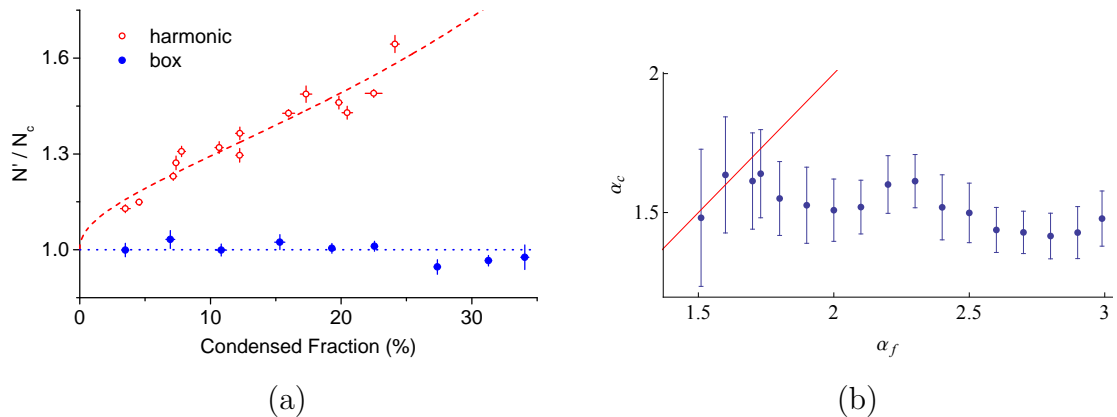 harmonic
box
1.6
1.3
1.0
N' / N_c
0
10
20
30
Condensed Fraction (%)
(a)
2
1.5
α_c
1.5
2
2.5
3
α_f
(b)